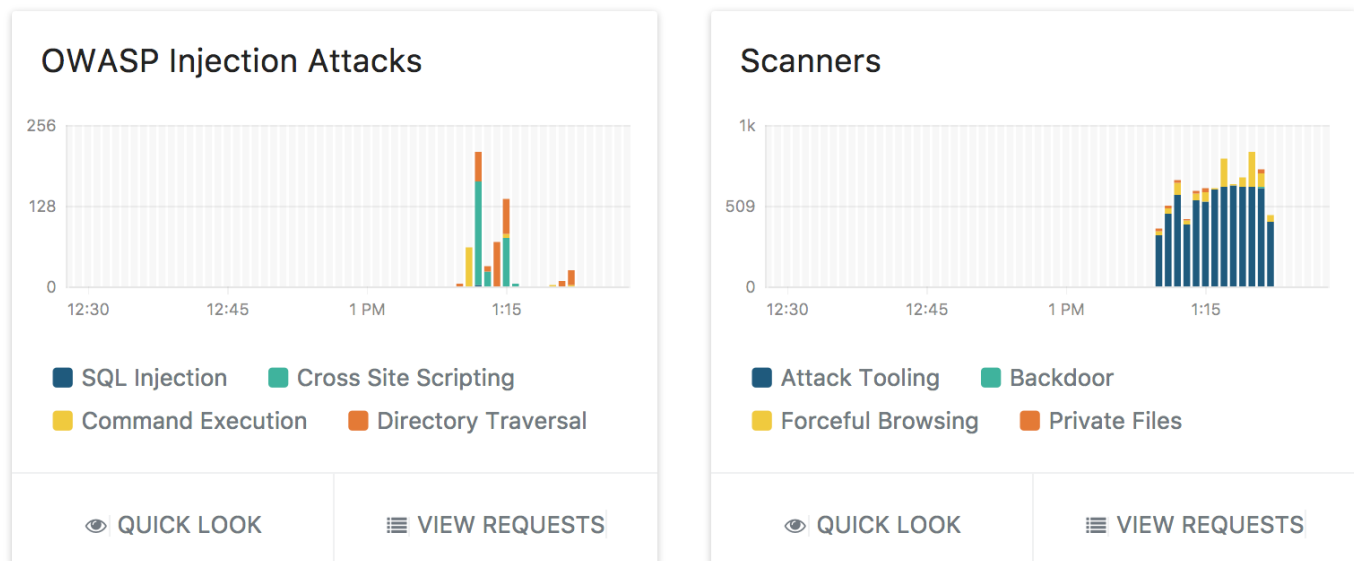 OWASP Injection Attacks
256
128
0
12:30 12:45 1 PM 1:15
SQL Injection Cross Site Scripting
Command Execution Directory Traversal
QUICK LOOK VIEW REQUESTS
Scanners
1k
509
0
12:30 12:45 1 PM 1:15
Attack Tooling Backdoor
Forceful Browsing Private Files
QUICK LOOK VIEW REQUESTS